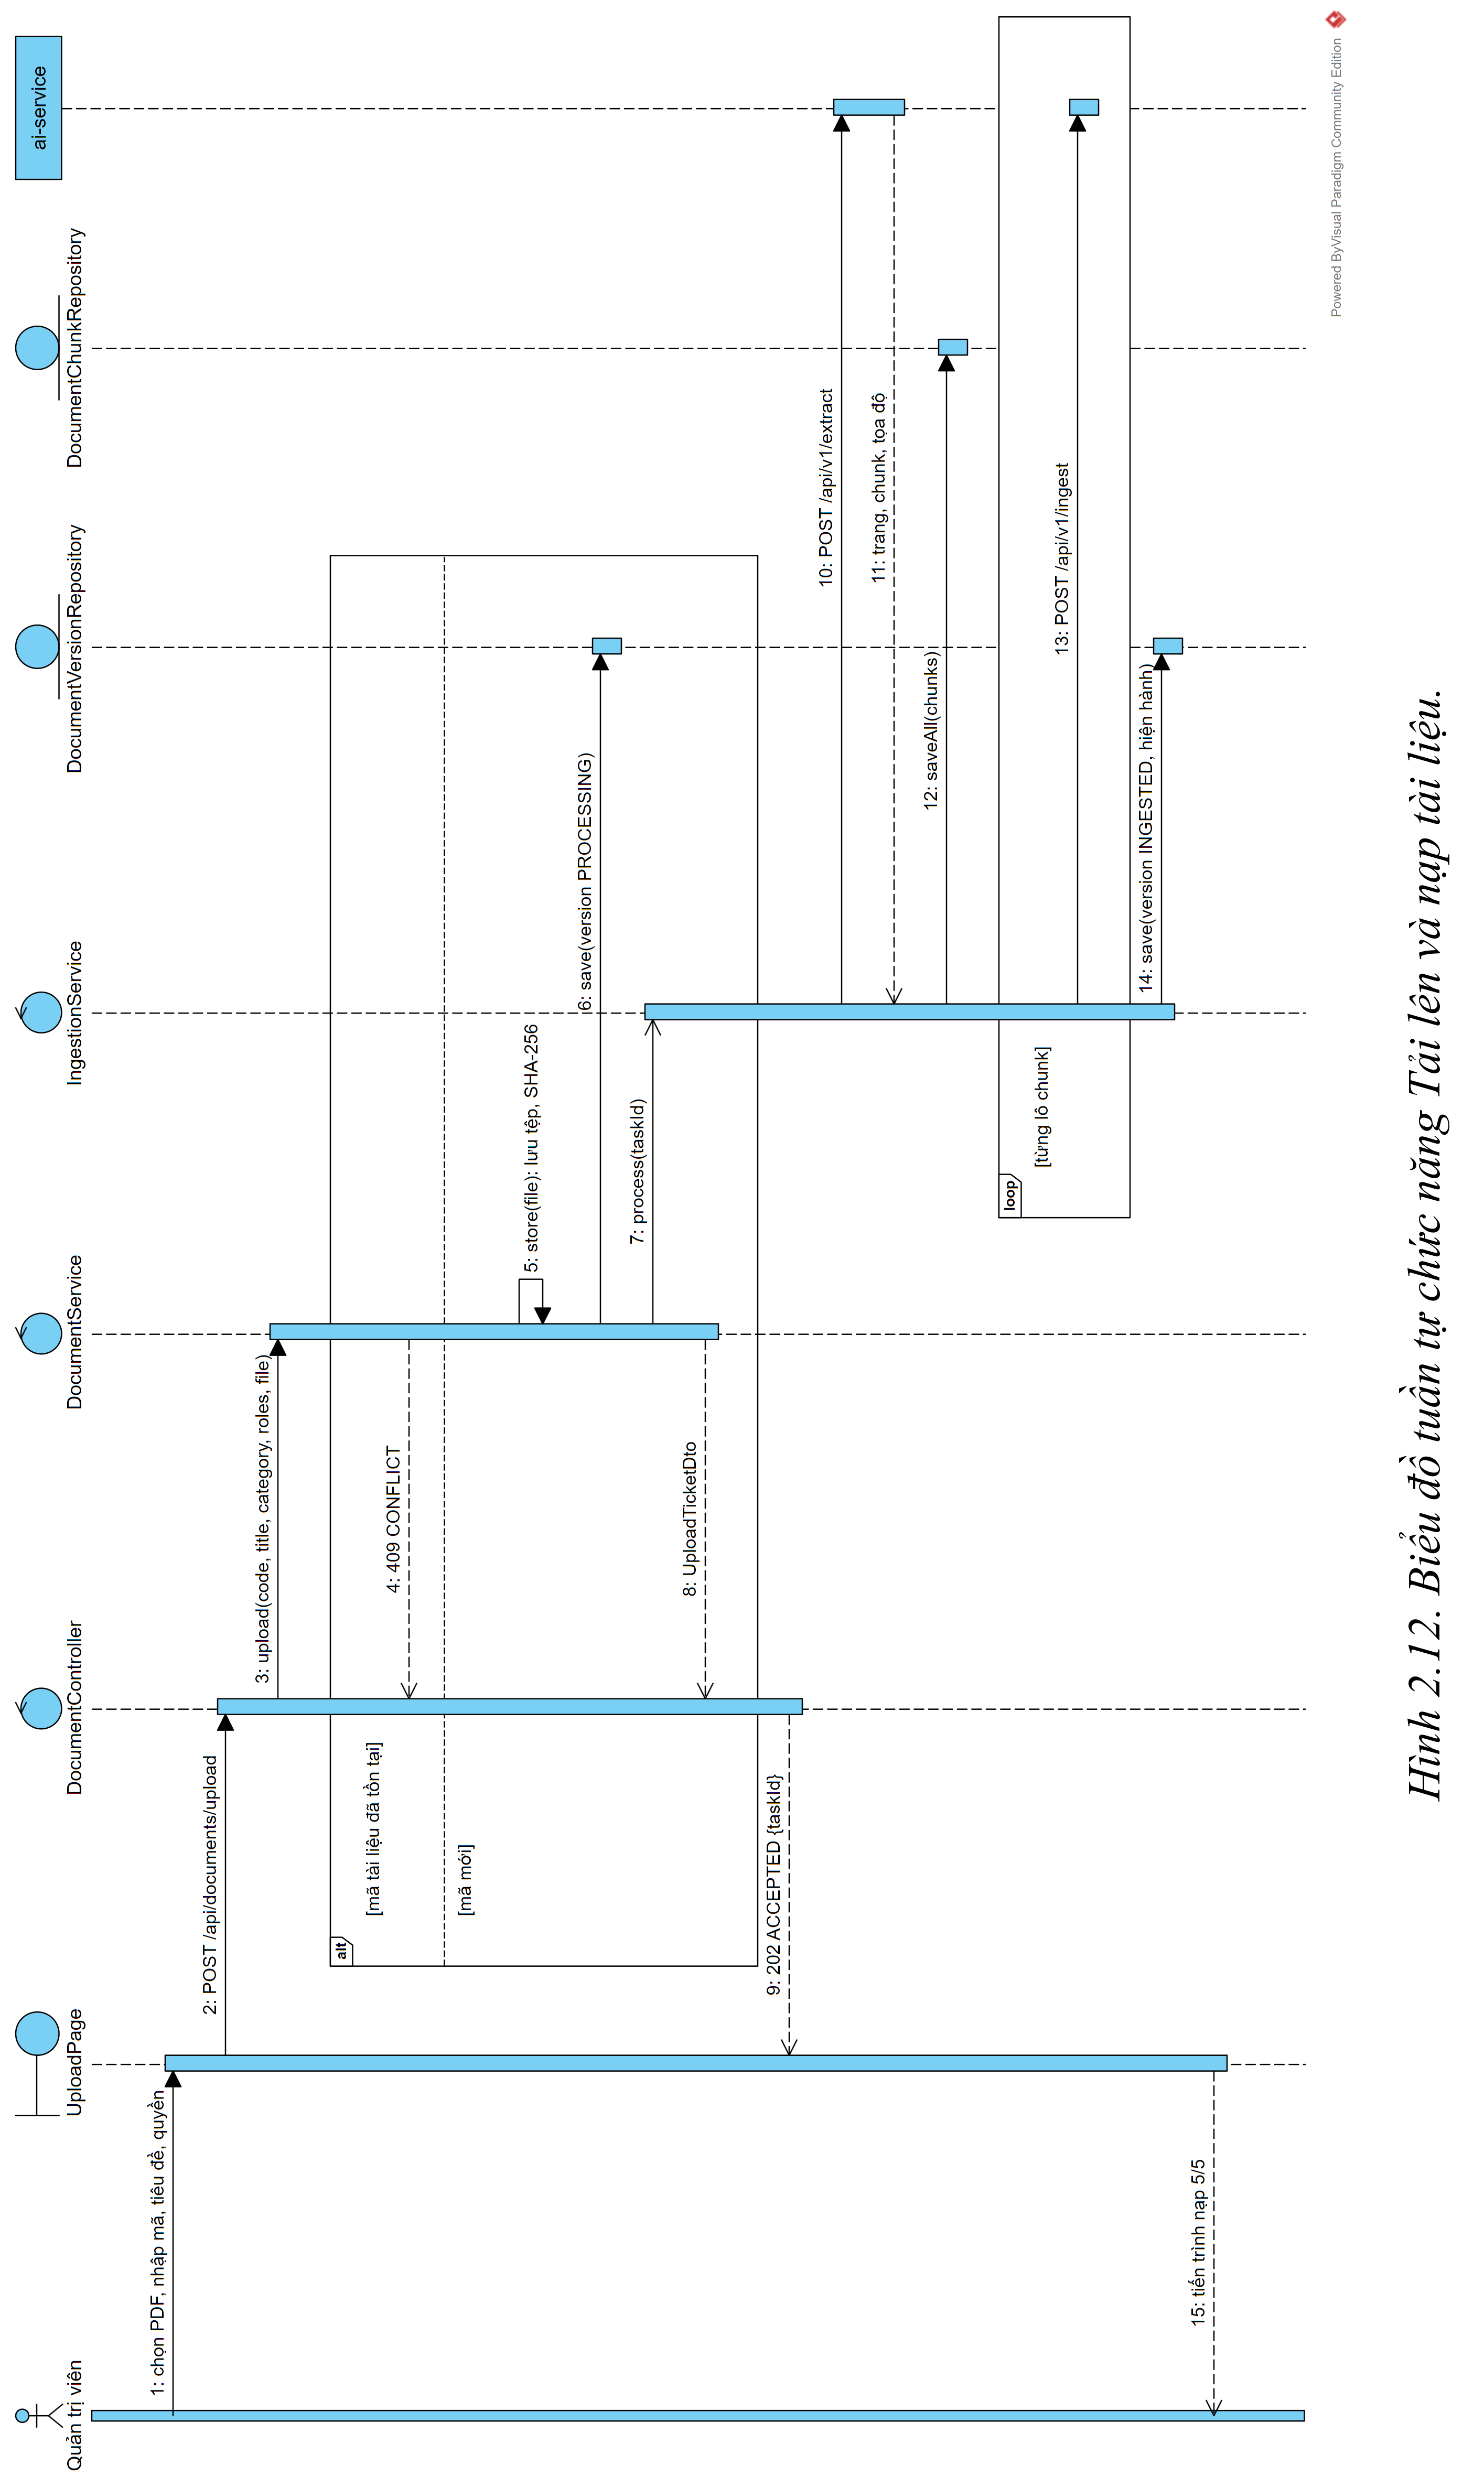 Quản trị viên
UploadPage
DocumentController
DocumentService
IngestionService
DocumentVersionRepository
DocumentChunkRepository
ai-service
1: chọn PDF, nhập mã, tiêu đề, quyền
2: POST /api/documents/upload
3: upload(code, title, category, roles, file)
alt
[mã tài liệu đã tồn tại]
4: 409 CONFLICT
[mã mới]
5: store(file): lưu tệp, SHA-256
6: save(version PROCESSING)
7: process(taskId)
8: UploadTicketDto
9: 202 ACCEPTED {taskId}
10: POST /api/v1/extract
11: trang, chunk, tọa độ
12: saveAll(chunks)
loop
[từng lô chunk]
13: POST /api/v1/ingest
14: save(version INGESTED, hiện hành)
15: tiến trình nạp 5/5
Powered ByVisual Paradigm Community Edition
Hình 2.12. Biểu đồ tuần tự chức năng Tải lên và nạp tài liệu.